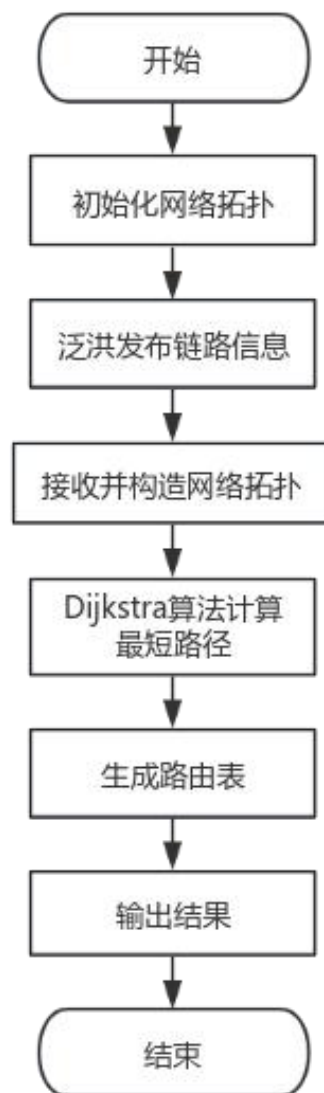 开始
初始化网络拓扑
泛洪发布链路信息
接收并构造网络拓扑
Dijkstra算法计算
最短路径
生成路由表
输出结果
结束